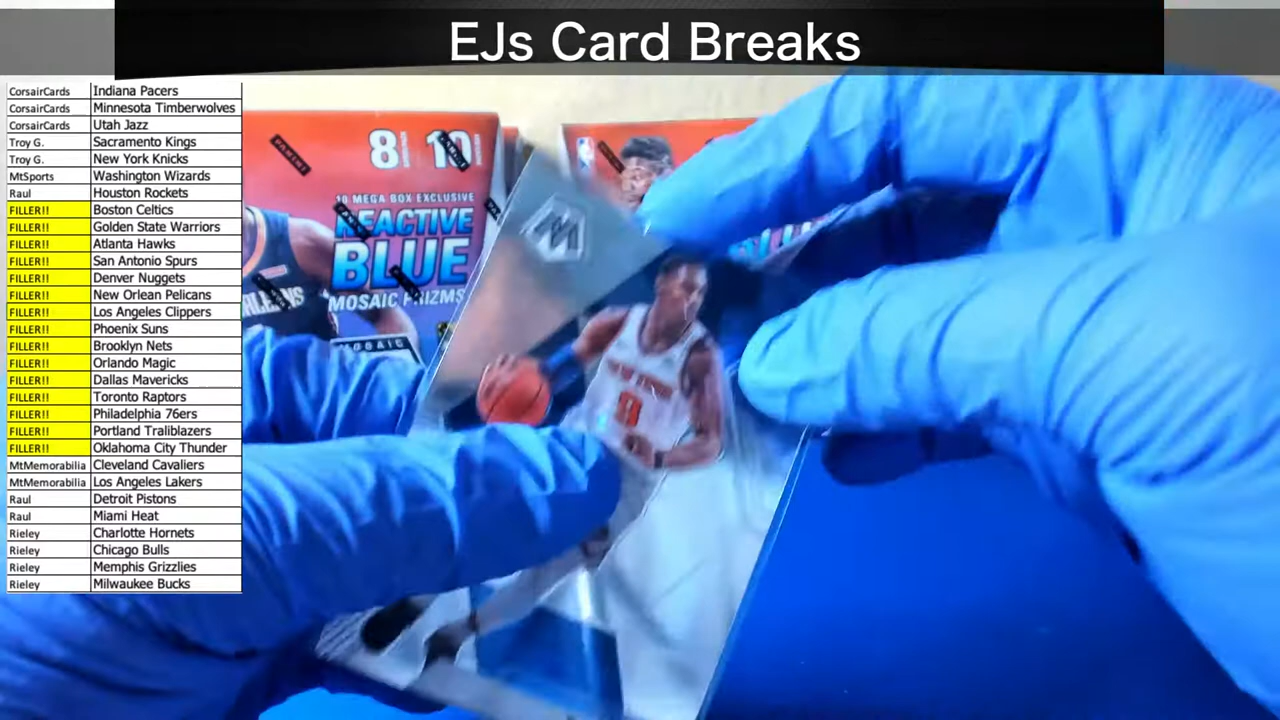 EJs Card Breaks
CorsairCards Indiana Pacers
CorsairCards Minnesota Timberwolves
CorsairCards Utah Jazz
Troy G. Sacramento Kings
Troy G. New York Knicks
MtSports Washington Wizards
Raul Houston Rockets
FILLER!! Boston Celtics
FILLER!! Golden State Warriors
FILLER!! Atlanta Hawks
FILLER!! San Antonio Spurs
FILLER!! Denver Nuggets
FILLER!! New Orlean Pelicans
FILLER!! Los Angeles Clippers
FILLER!! Phoenix Suns
FILLER!! Brooklyn Nets
FILLER!! Orlando Magic
FILLER!! Dallas Mavericks
FILLER!! Toronto Raptors
FILLER!! Philadelphia 76ers
FILLER!! Portland Traliblazers
FILLER!! Oklahoma City Thunder
MtMemorabilia Cleveland Cavaliers
MtMemorabilia Los Angeles Lakers
Raul Detroit Pistons
Raul Miami Heat
Rieley Charlotte Hornets
Rieley Chicago Bulls
Rieley Memphis Grizzlies
Rieley Milwaukee Bucks
PANINI
8 10
10 MEGA BOX EXCLUSIVE
REACTIVE
BLUE
MOSAIC PRIZMS
MOSAIC
M
NEW YORK